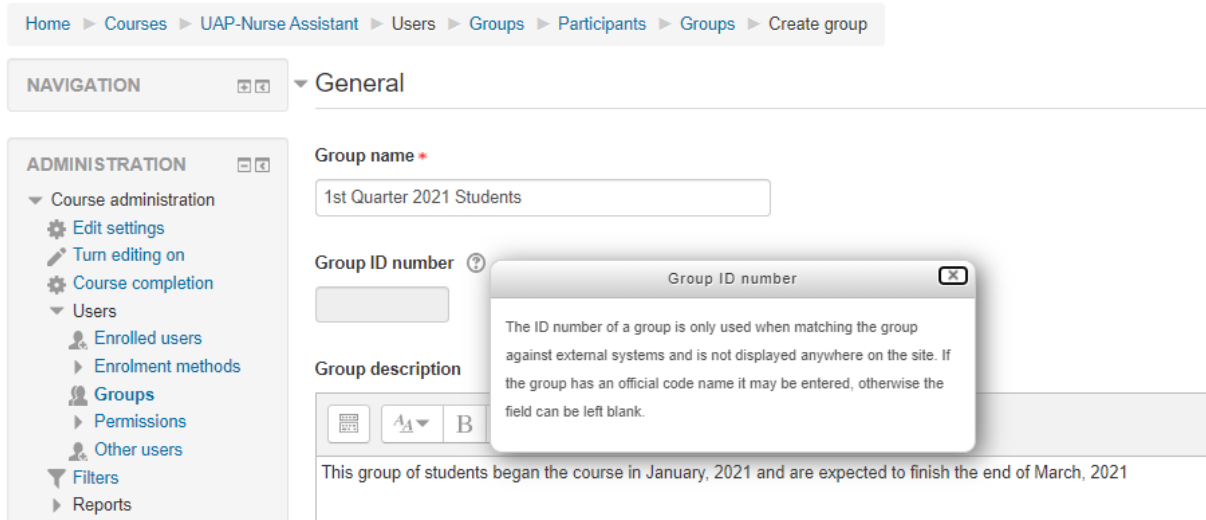 Home ▶ Courses ▶ UAP-Nurse Assistant ▶ Users ▶ Groups ▶ Participants ▶ Groups ▶ Create group
NAVIGATION
ADMINISTRATION
Course administration
Edit settings
Turn editing on
Course completion
Users
Enrolled users
Enrolment methods
Groups
Permissions
Other users
Filters
Reports
General
Group name *
1st Quarter 2021 Students
Group ID number
Group ID number
The ID number of a group is only used when matching the group
against external systems and is not displayed anywhere on the site. If
the group has an official code name it may be entered, otherwise the
field can be left blank.
Group description
B
This group of students began the course in January, 2021 and are expected to finish the end of March, 2021